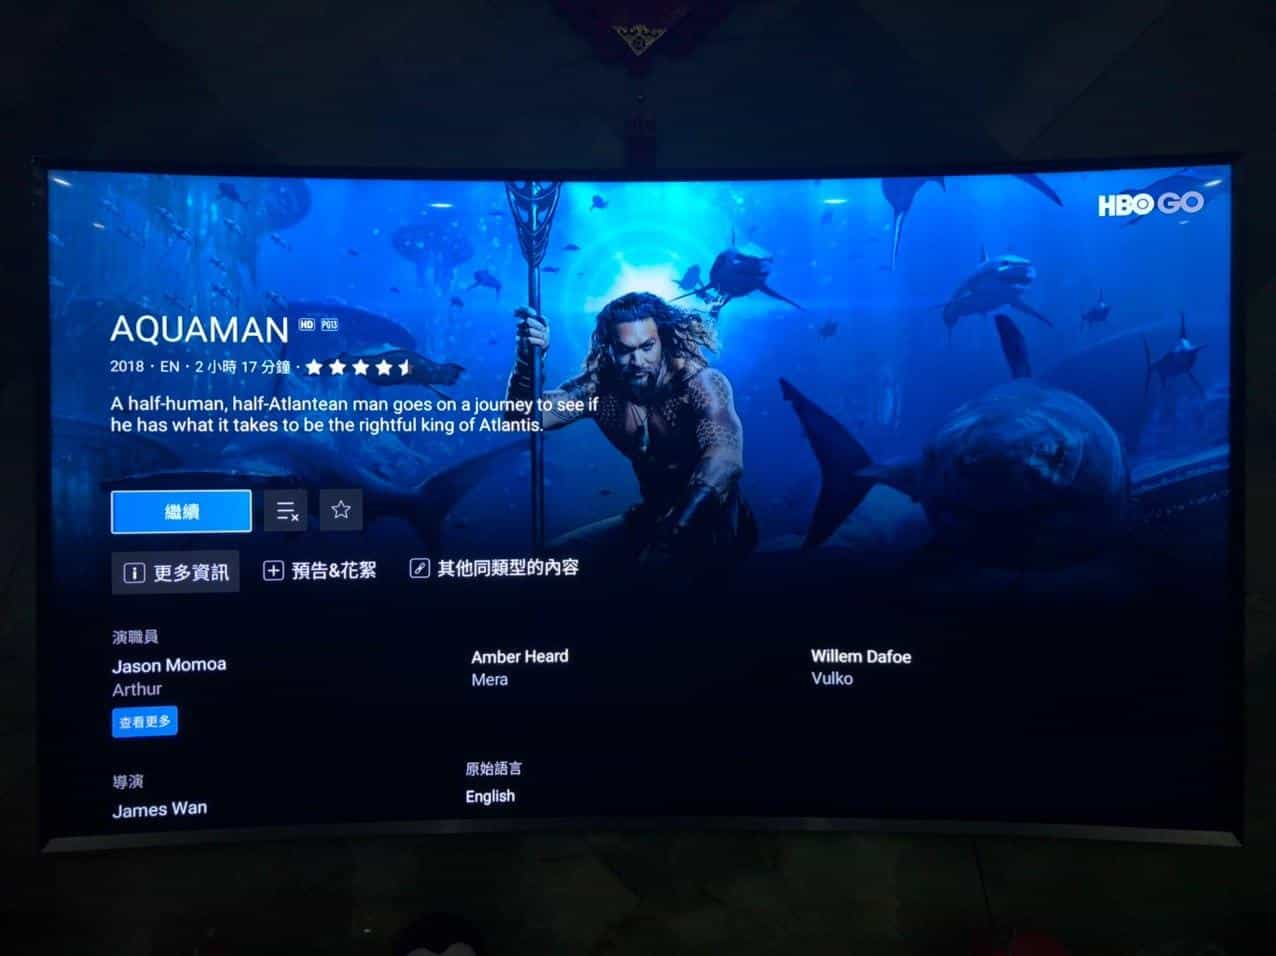 HBO GO
AQUAMAN HD PG13
2018 · EN · 2 小時 17 分鐘 ·
A half-human, half-Atlantean man goes on a journey to see if
he has what it takes to be the rightful king of Atlantis.
繼續
更多資訊 預告&花絮 其他同類型的內容
演職員
Jason Momoa Amber Heard Willem Dafoe
Arthur Mera Vulko
查看更多
導演 原始語言
James Wan English